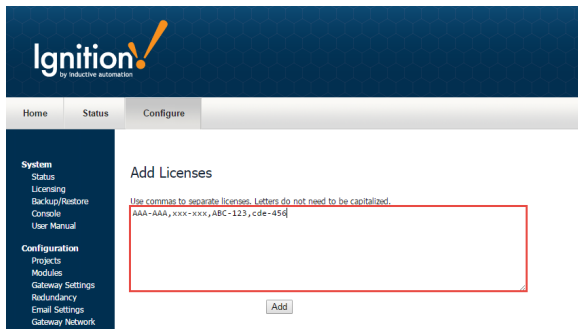 Ignition!
by inductive automation
Home Status Configure
System
Status
Licensing
Backup/Restore
Console
User Manual
Configuration
Projects
Modules
Gateway Settings
Redundancy
Email Settings
Gateway Network
Add Licenses
Use commas to separate licenses. Letters do not need to be capitalized.
AAA-AAA,xxx-xxx,ABC-123,cde-456
Add